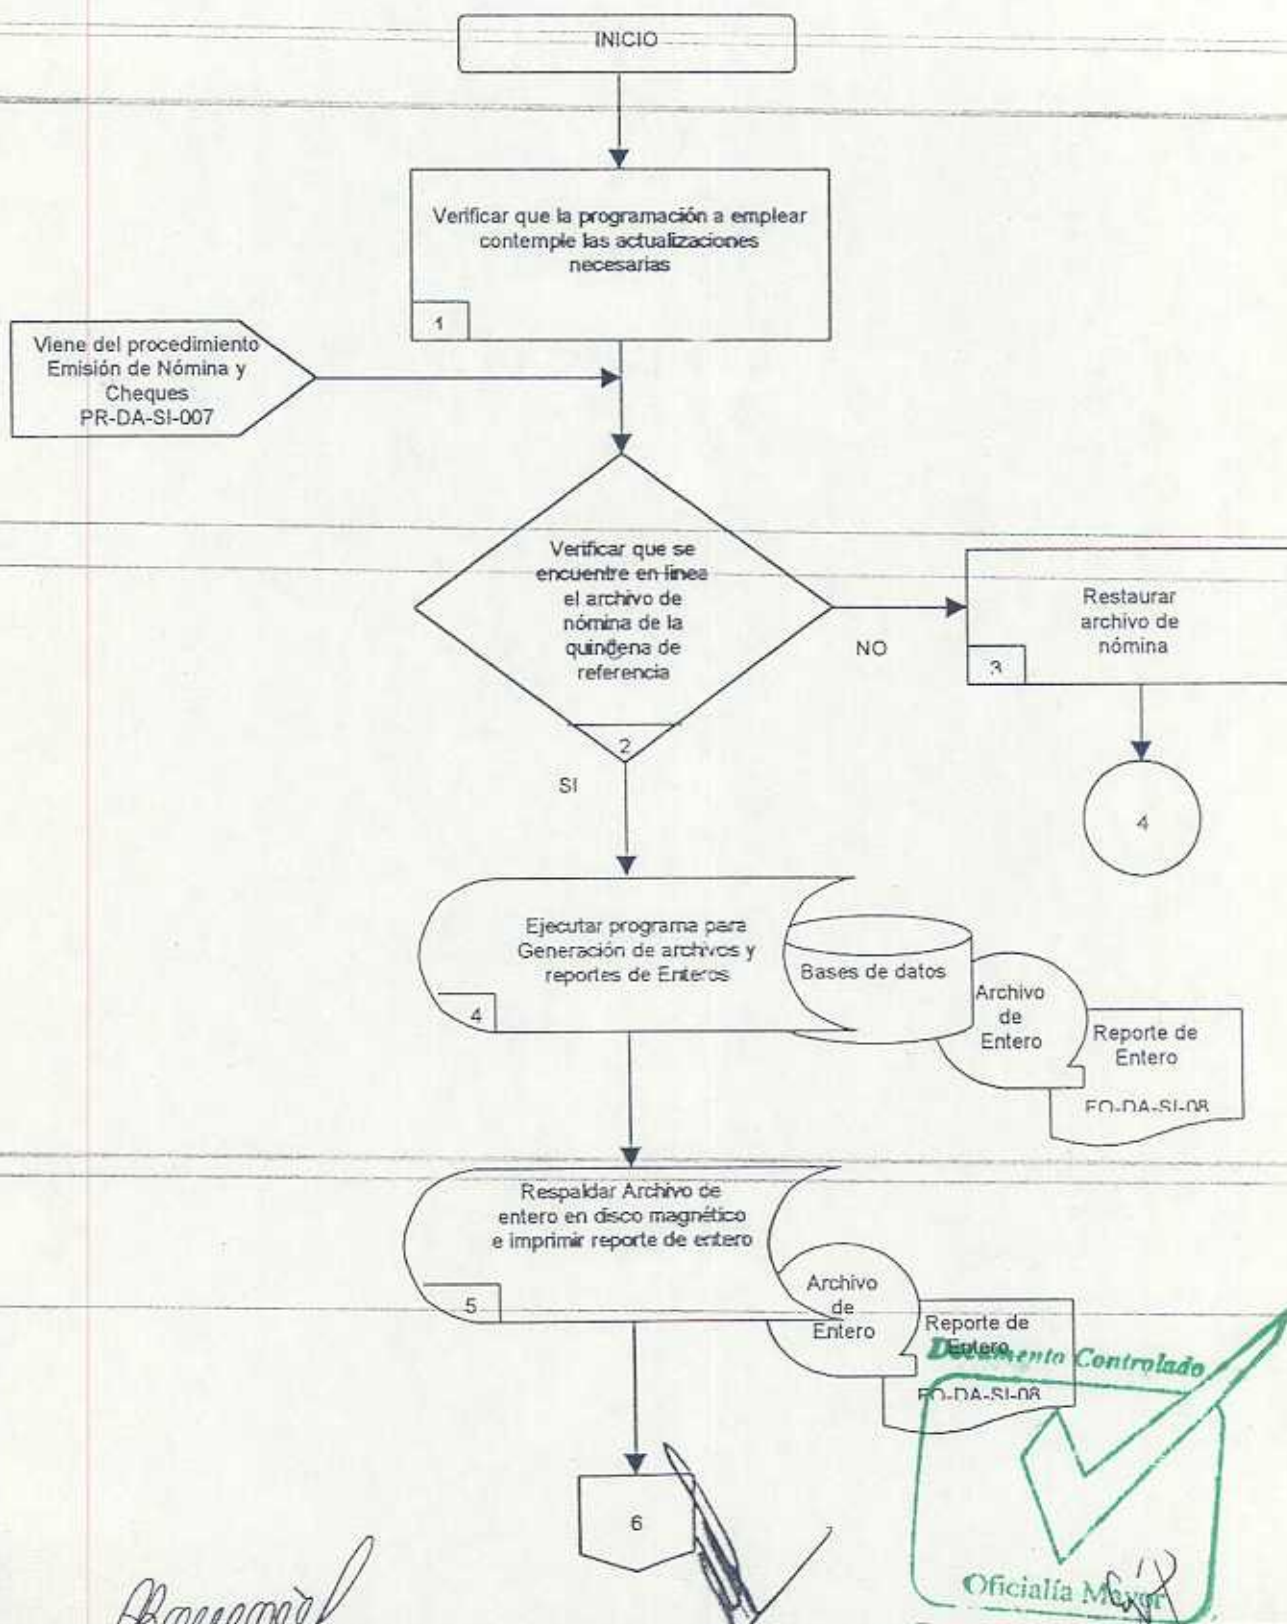 INICIO
Verificar que la programación a emplear
contemple las actualizaciones
necesarias
1
Viene del procedimiento
Emisión de Nómina y
Cheques
PR-DA-SI-007
Verificar que se
encuentre en línea
el archivo de
nómina de la
quincena de
referencia
2
NO
Restaurar
archivo de
nómina
3
4
SI
Ejecutar programa para
Generación de archivos y
reportes de Enteros
4
Bases de datos
Archivo
de
Entero
Reporte de
Entero
FO-DA-SI-08
Respaldar Archivo de
entero en disco magnético
e imprimir reporte de entero
5
Archivo
de
Entero
Reporte de
Entero
FO-DA-SI-08
Documento Controlado
6
Oficialía Mayor